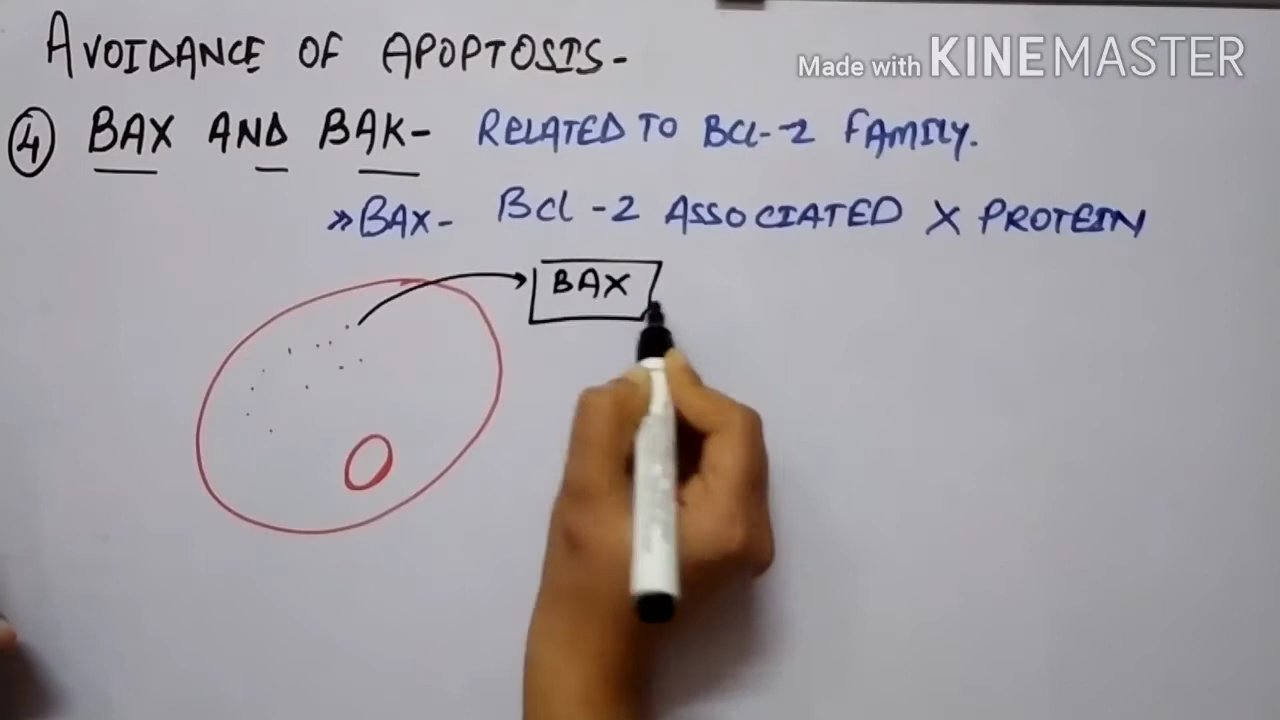 AVOIDANCE OF APOPTOSIS-
Made with KINEMASTER
4 BAX AND BAK- RELATED TO BCl-2 FAMILY.
» BAX- BCl-2 ASSOCIATED X PROTEIN
BAX